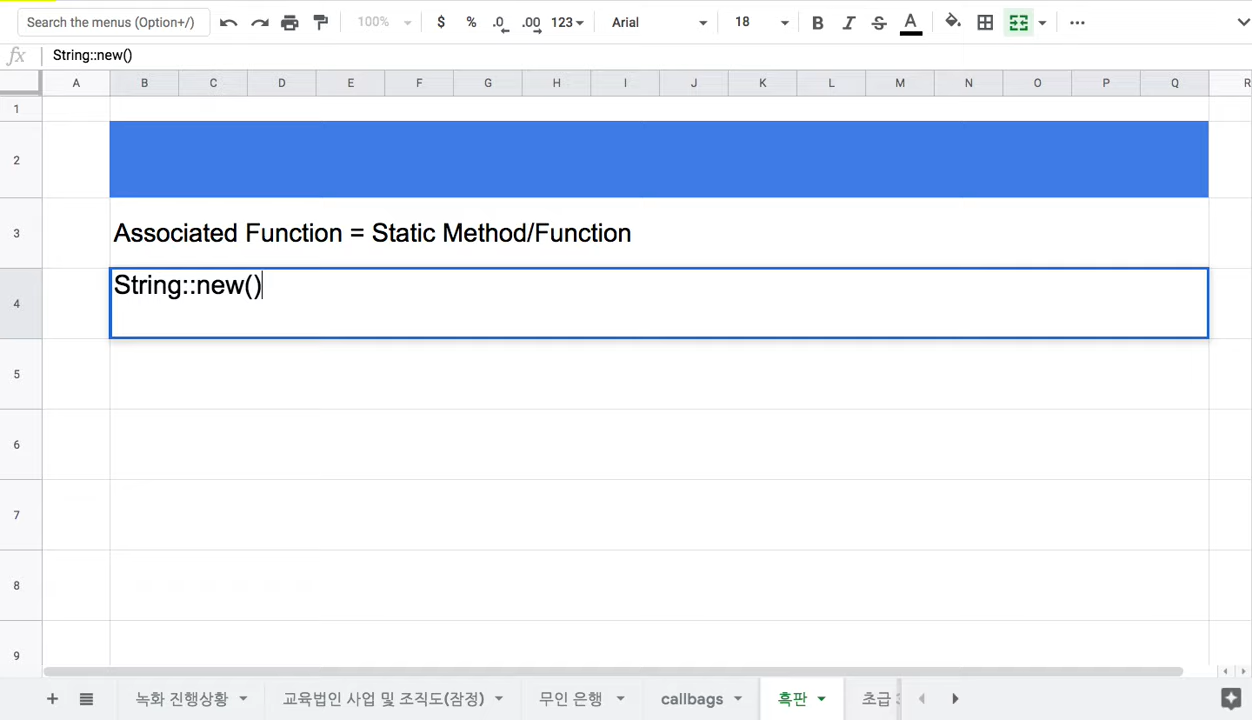 Search the menus (Option+/) 100% $ % .0 .00 123 Arial 18 B I S A
fx String::new()
A B C D E F G H I J K L M N O P Q R
1
2
3 Associated Function = Static Method/Function
4 String::new()
5
6
7
8
9
+ 녹화 진행상황 교육법인 사업 및 조직도(잠정) 무인 은행 callbags 흑판 초급